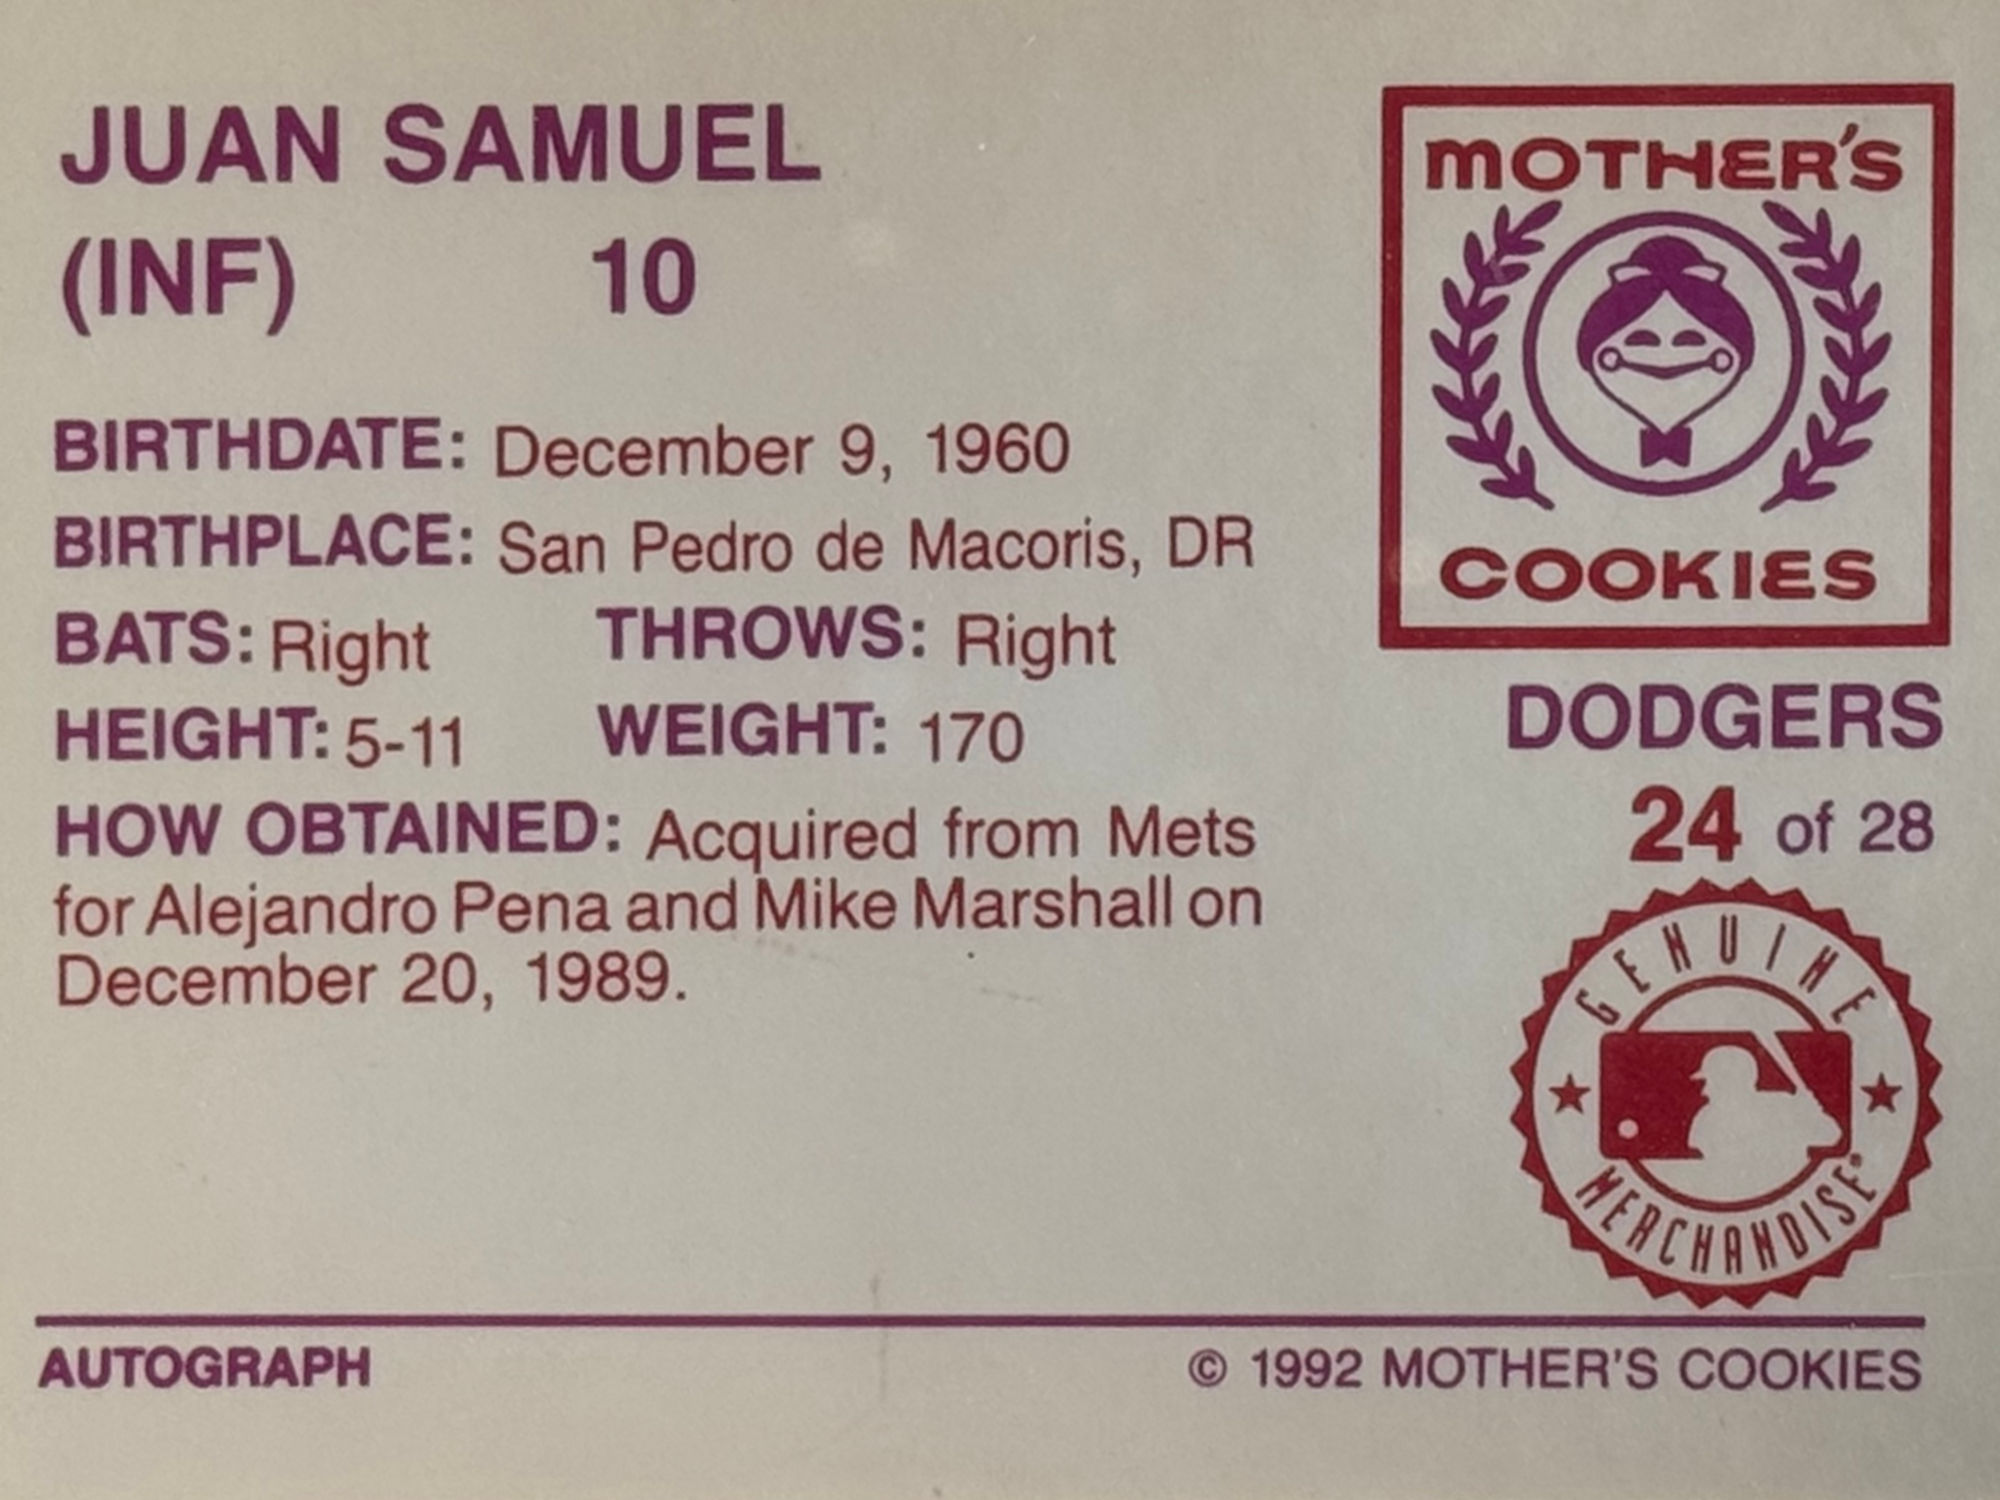 JUAN SAMUEL
(INF) 10
BIRTHDATE: December 9, 1960
BIRTHPLACE: San Pedro de Macoris, DR
BATS: Right THROWS: Right
HEIGHT: 5-11 WEIGHT: 170
HOW OBTAINED: Acquired from Mets
for Alejandro Pena and Mike Marshall on
December 20, 1989.
MOTHER'S
COOKIES
DODGERS
24 of 28
GENUINE
MERCHANDISE®
AUTOGRAPH
© 1992 MOTHER'S COOKIES